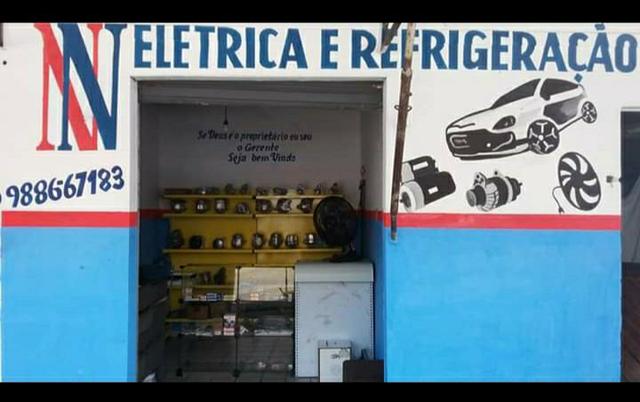 NN ELETRICA E REFRIGERAÇÃO
988667183
Se Deus é o proprietário eu sou
o Gerente
Seja bem Vindo